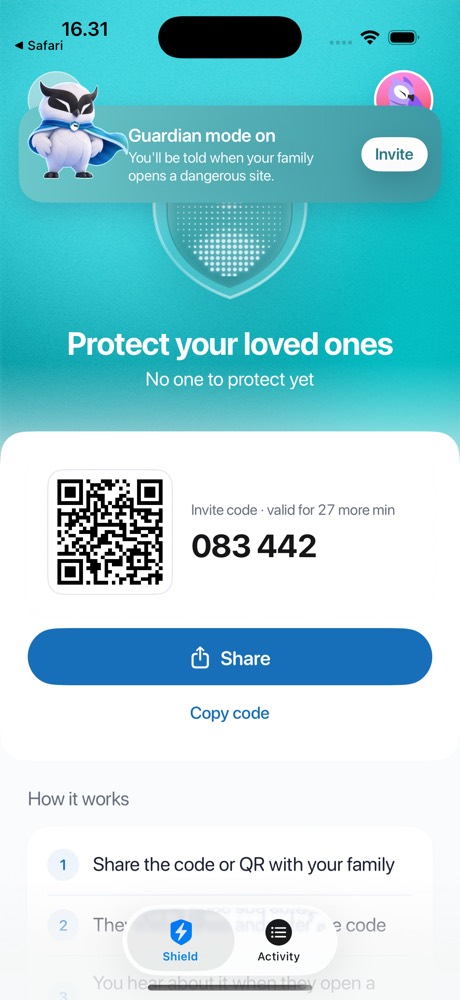 16.31
◀ Safari
Guardian mode on
You'll be told when your family
opens a dangerous site.
Invite
Protect your loved ones
No one to protect yet
Invite code · valid for 27 more min
083 442
Share
Copy code
How it works
1 Share the code or QR with your family
2 The e code
3 You hear about it when they open a
Shield
Activity